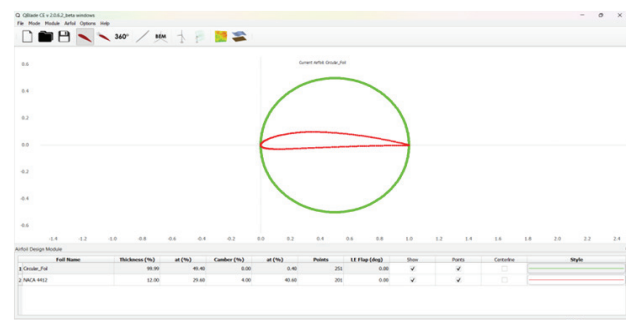 QBlade CE v 2.0.6.2_beta windows
File Mode Module Airfoil Options Help
360° REM
Current Airfoil: Circular_Foil
0.6
0.4
0.2
0.0
0.2
0.4
0.6
-1.4 -1.2 -1.0 -0.8 -0.6 -0.4 -0.2 0.0 0.2 0.4 0.6 0.8 1.0 1.2 1.4 1.6 1.8 2.0 2.2 2.4
Airfoil Design Module
Foil Name Thickness (%) at (%) Camber (%) at (%) Points LE Flap (deg) Show Points Centerline Style
1 Circular_Foil 99.99 49.40 0.00 0.40 201 0.00
2 NACA 4412 12.00 29.60 4.00 40.60 201 0.00